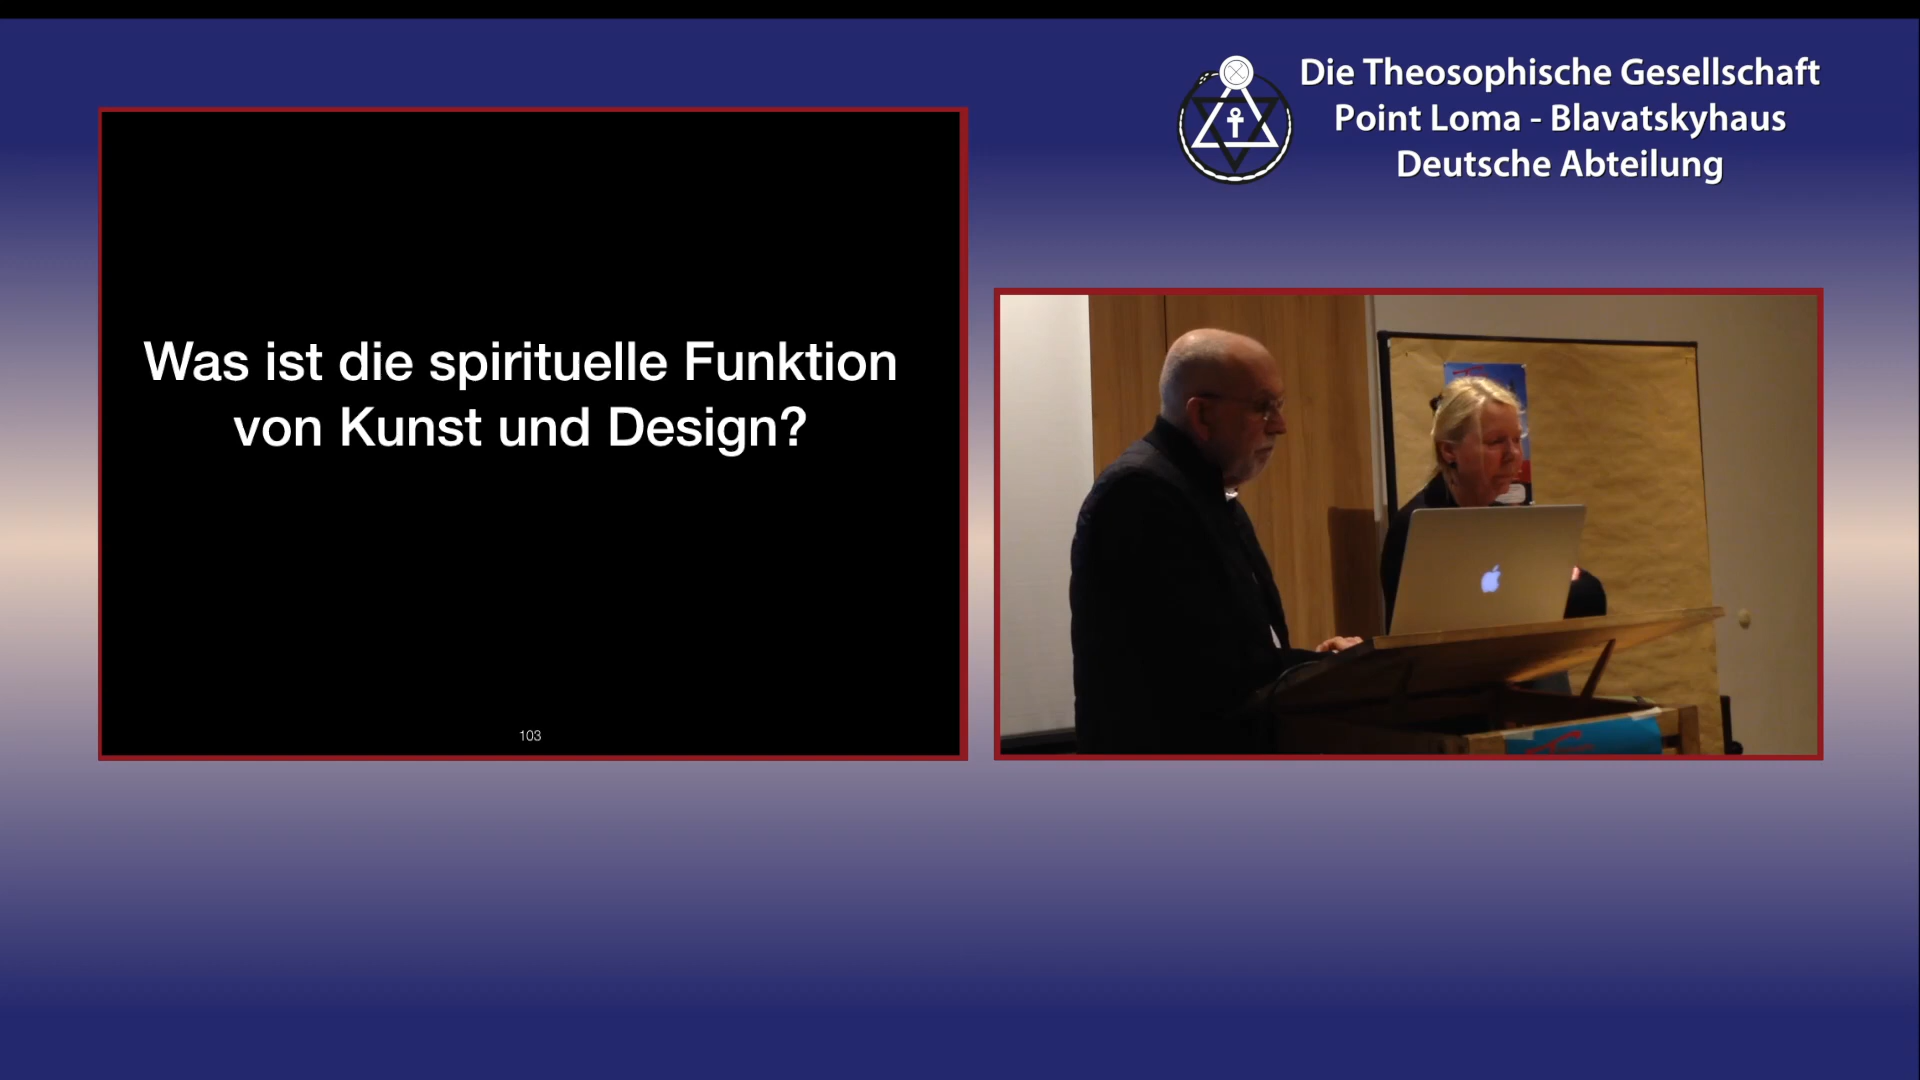 Die Theosophische Gesellschaft
Point Loma - Blavatskyhaus
Deutsche Abteilung
Was ist die spirituelle Funktion
von Kunst und Design?
103